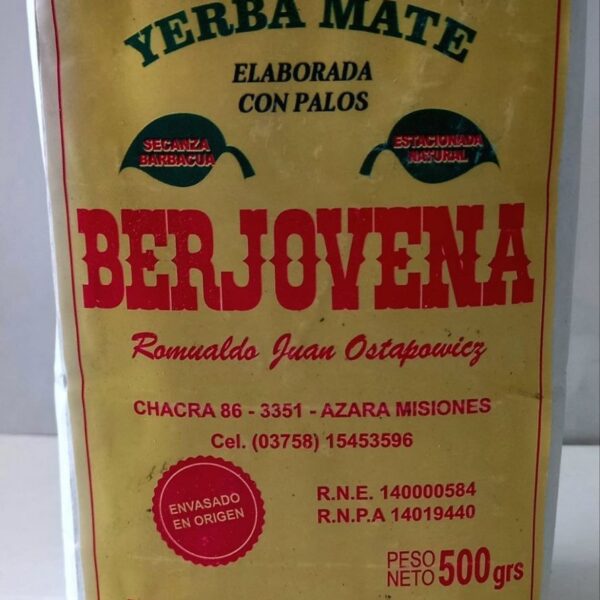 YERBA MATE
ELABORADA
CON PALOS
SECANZA
BARBACUA
ESTACIONADA
NATURAL
BERJOVENA
Romualdo Juan Ostapowicz
CHACRA 86 - 3351 - AZARA MISIONES
Cel. (03758) 15453596
ENVASADO
EN ORIGEN
R.N.E. 140000584
R.N.P.A 14019440
PESO
NETO 500grs